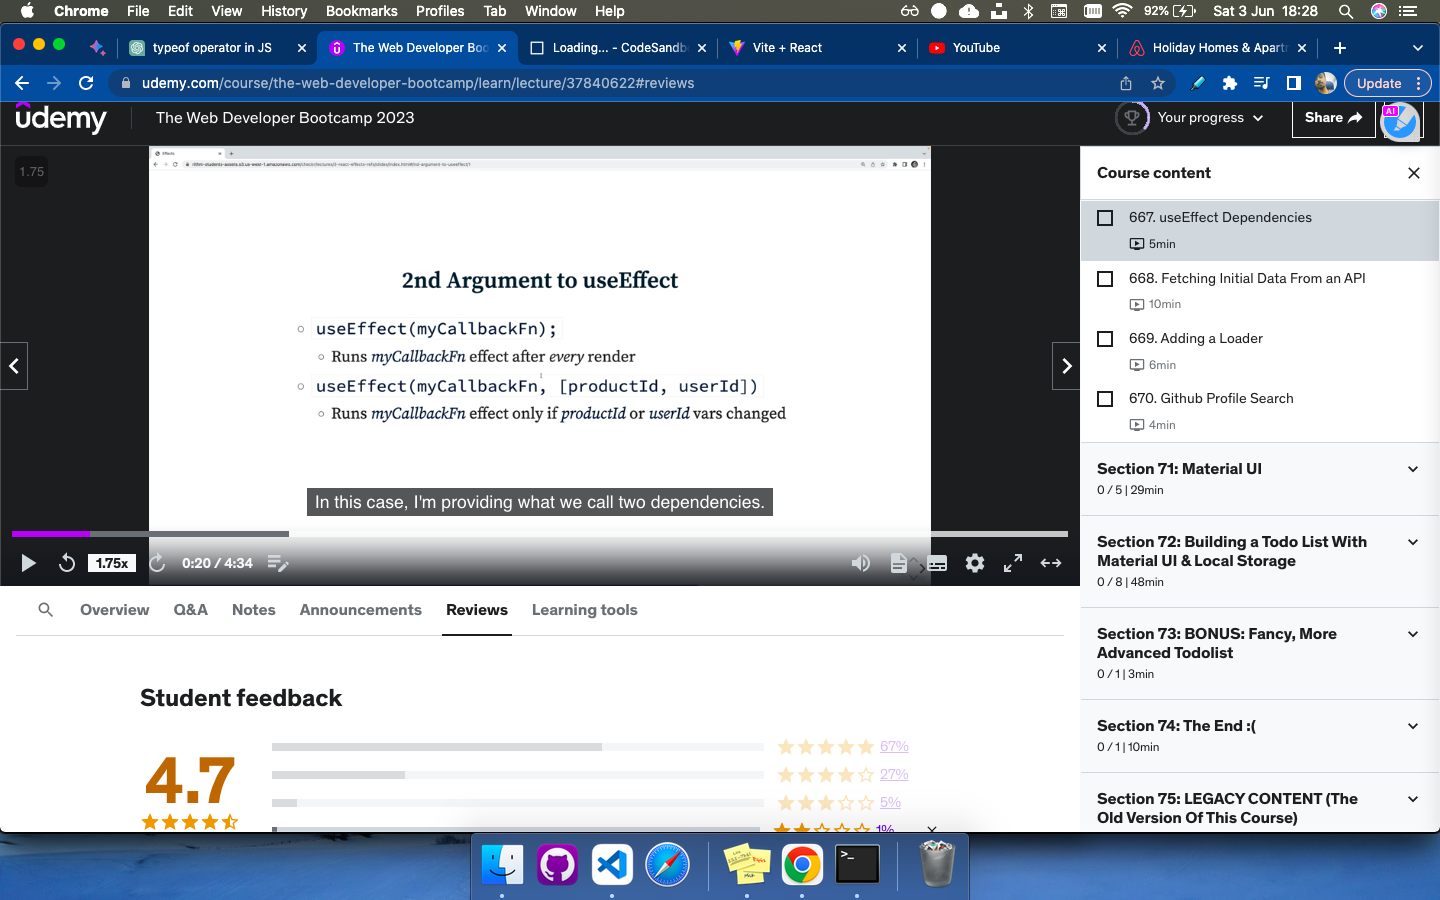 Chrome File Edit View History Bookmarks Profiles Tab Window Help 92% Sat 3 Jun 18:28
typeof operator in JS The Web Developer Boo Loading... - CodeSandb Vite + React YouTube Holiday Homes & Apartr
udemy.com/course/the-web-developer-bootcamp/learn/lecture/37840622#reviews Update
udemy The Web Developer Bootcamp 2023 Your progress Share AI
1.75
Effects
2nd Argument to useEffect
useEffect(myCallbackFn);
Runs myCallbackFn effect after every render
useEffect(myCallbackFn, [productId, userId])
Runs myCallbackFn effect only if productId or userId vars changed
In this case, I'm providing what we call two dependencies.
1.75x 0:20 / 4:34
Overview Q&A Notes Announcements Reviews Learning tools
Student feedback
4.7
67%
27%
5%
1%
Course content
667. useEffect Dependencies
5min
668. Fetching Initial Data From an API
10min
669. Adding a Loader
6min
670. Github Profile Search
4min
Section 71: Material UI
0 / 5 | 29min
Section 72: Building a Todo List With
Material UI & Local Storage
0 / 8 | 48min
Section 73: BONUS: Fancy, More
Advanced Todolist
0 / 1 | 3min
Section 74: The End :(
0 / 1 | 10min
Section 75: LEGACY CONTENT (The
Old Version Of This Course)